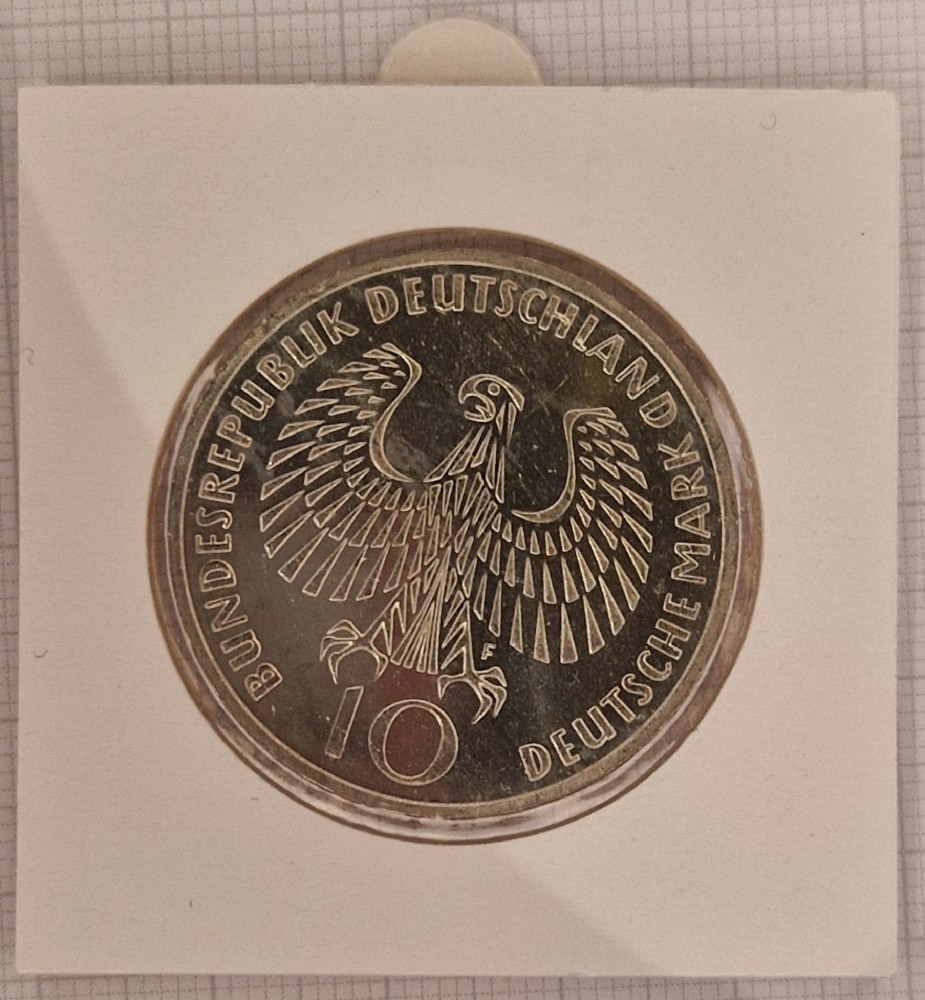 BUNDESREPUBLIK DEUTSCHLAND
DEUTSCHE MARK
F
10